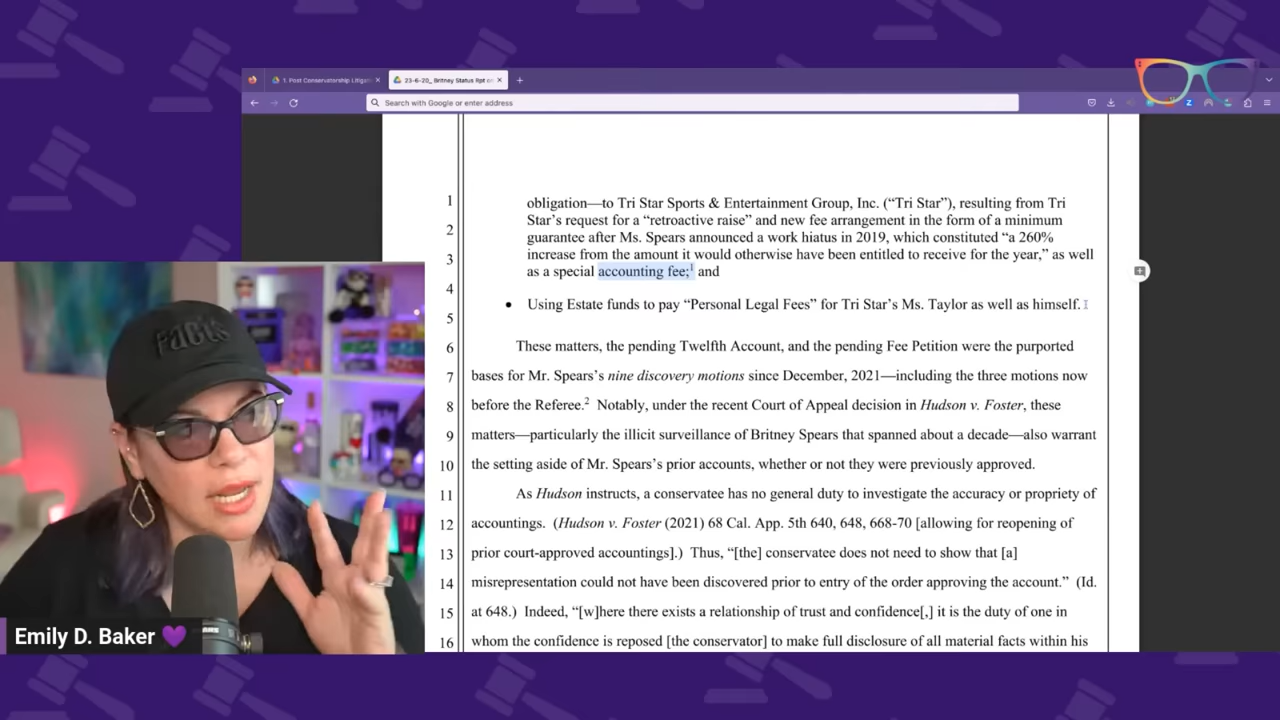 1. Post Conservatorship Litigati
23-6-20_ Britney Status Rpt on
Search with Google or enter address
1 obligation—to Tri Star Sports & Entertainment Group, Inc. (“Tri Star”), resulting from Tri
Star’s request for a “retroactive raise” and new fee arrangement in the form of a minimum
2 guarantee after Ms. Spears announced a work hiatus in 2019, which constituted “a 260%
3 increase from the amount it would otherwise have been entitled to receive for the year,” as well
as a special accounting fee;1 and
4
• Using Estate funds to pay “Personal Legal Fees” for Tri Star’s Ms. Taylor as well as himself.
5
6 These matters, the pending Twelfth Account, and the pending Fee Petition were the purported
7 bases for Mr. Spears’s nine discovery motions since December, 2021—including the three motions now
8 before the Referee.2 Notably, under the recent Court of Appeal decision in Hudson v. Foster, these
9 matters—particularly the illicit surveillance of Britney Spears that spanned about a decade—also warrant
10 the setting aside of Mr. Spears’s prior accounts, whether or not they were previously approved.
11 As Hudson instructs, a conservatee has no general duty to investigate the accuracy or propriety of
12 accountings. (Hudson v. Foster (2021) 68 Cal. App. 5th 640, 648, 668-70 [allowing for reopening of
13 prior court-approved accountings].) Thus, “[the] conservatee does not need to show that [a]
14 misrepresentation could not have been discovered prior to entry of the order approving the account.” (Id.
15 at 648.) Indeed, “[w]here there exists a relationship of trust and confidence[,] it is the duty of one in
16 whom the confidence is reposed [the conservator] to make full disclosure of all material facts within his
facts
Emily D. Baker 💜